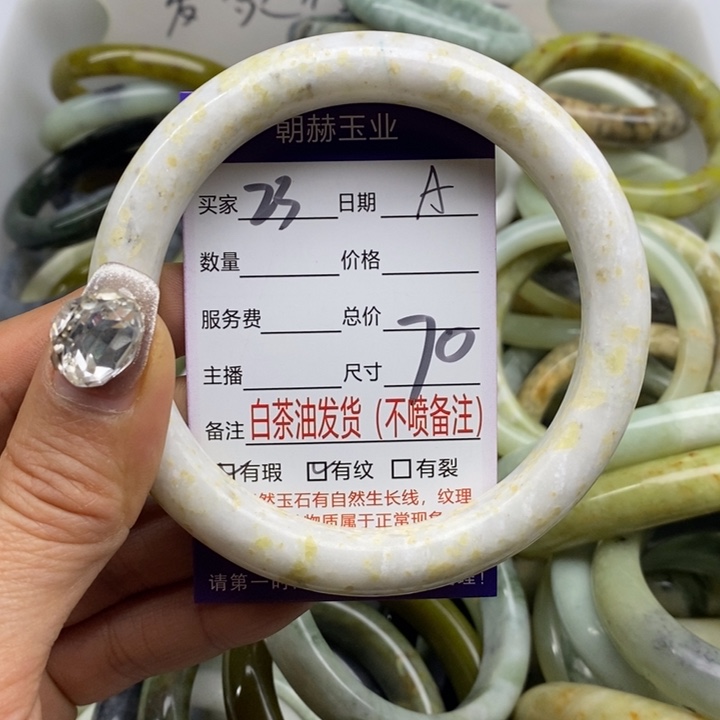 朝赫玉业
买家 23 日期 A
数量 价格
服务费 总价
主播 尺寸 70
备注 白茶油发货（不喷备注）
有瑕 有纹 有裂
然玉石有自然生长线，纹理
物质属于正常现象
请第一时